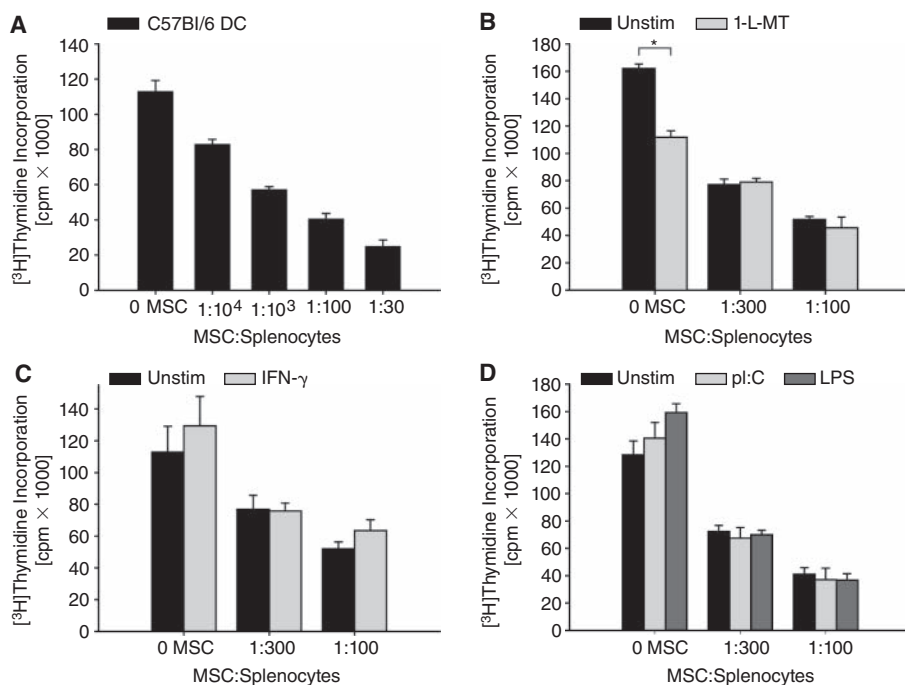 A
C57Bl/6 DC
[³H]Thymidine Incorporation
[cpm × 1000]
140
120
100
80
60
40
20
0
0 MSC 1:10⁴ 1:10³ 1:100 1:30
MSC:Splenocytes
B
Unstim 1-L-MT
[³H]Thymidine Incorporation
[cpm × 1000]
180
160
140
120
100
80
60
40
20
0
*
0 MSC 1:300 1:100
MSC:Splenocytes
C
Unstim IFN-γ
[³H]Thymidine Incorporation
[cpm × 1000]
140
120
100
80
60
40
20
0
0 MSC 1:300 1:100
MSC:Splenocytes
D
Unstim pI:C LPS
[³H]Thymidine Incorporation
[cpm × 1000]
180
160
140
120
100
80
60
40
20
0
0 MSC 1:300 1:100
MSC:Splenocytes